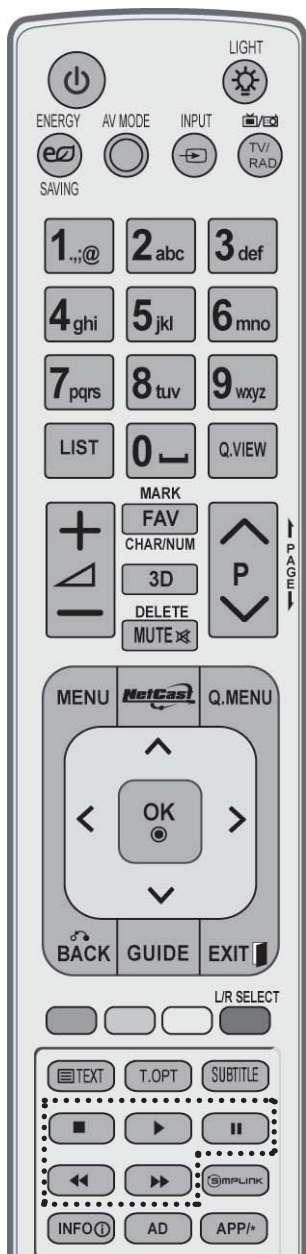 LIGHT
ENERGY AV MODE INPUT
TV/
RAD
SAVING
1.,;@ 2abc 3def
4ghi 5jkl 6mno
7pqrs 8tuv 9wxyz
LIST 0 Q.VIEW
MARK
FAV
CHAR/NUM
3D
P
PAGE
DELETE
MUTE
MENU NetCast Q.MENU
OK
BACK GUIDE EXIT
L/R SELECT
TEXT T.OPT SUBTITLE
SIMPLINK
INFO AD APP/*